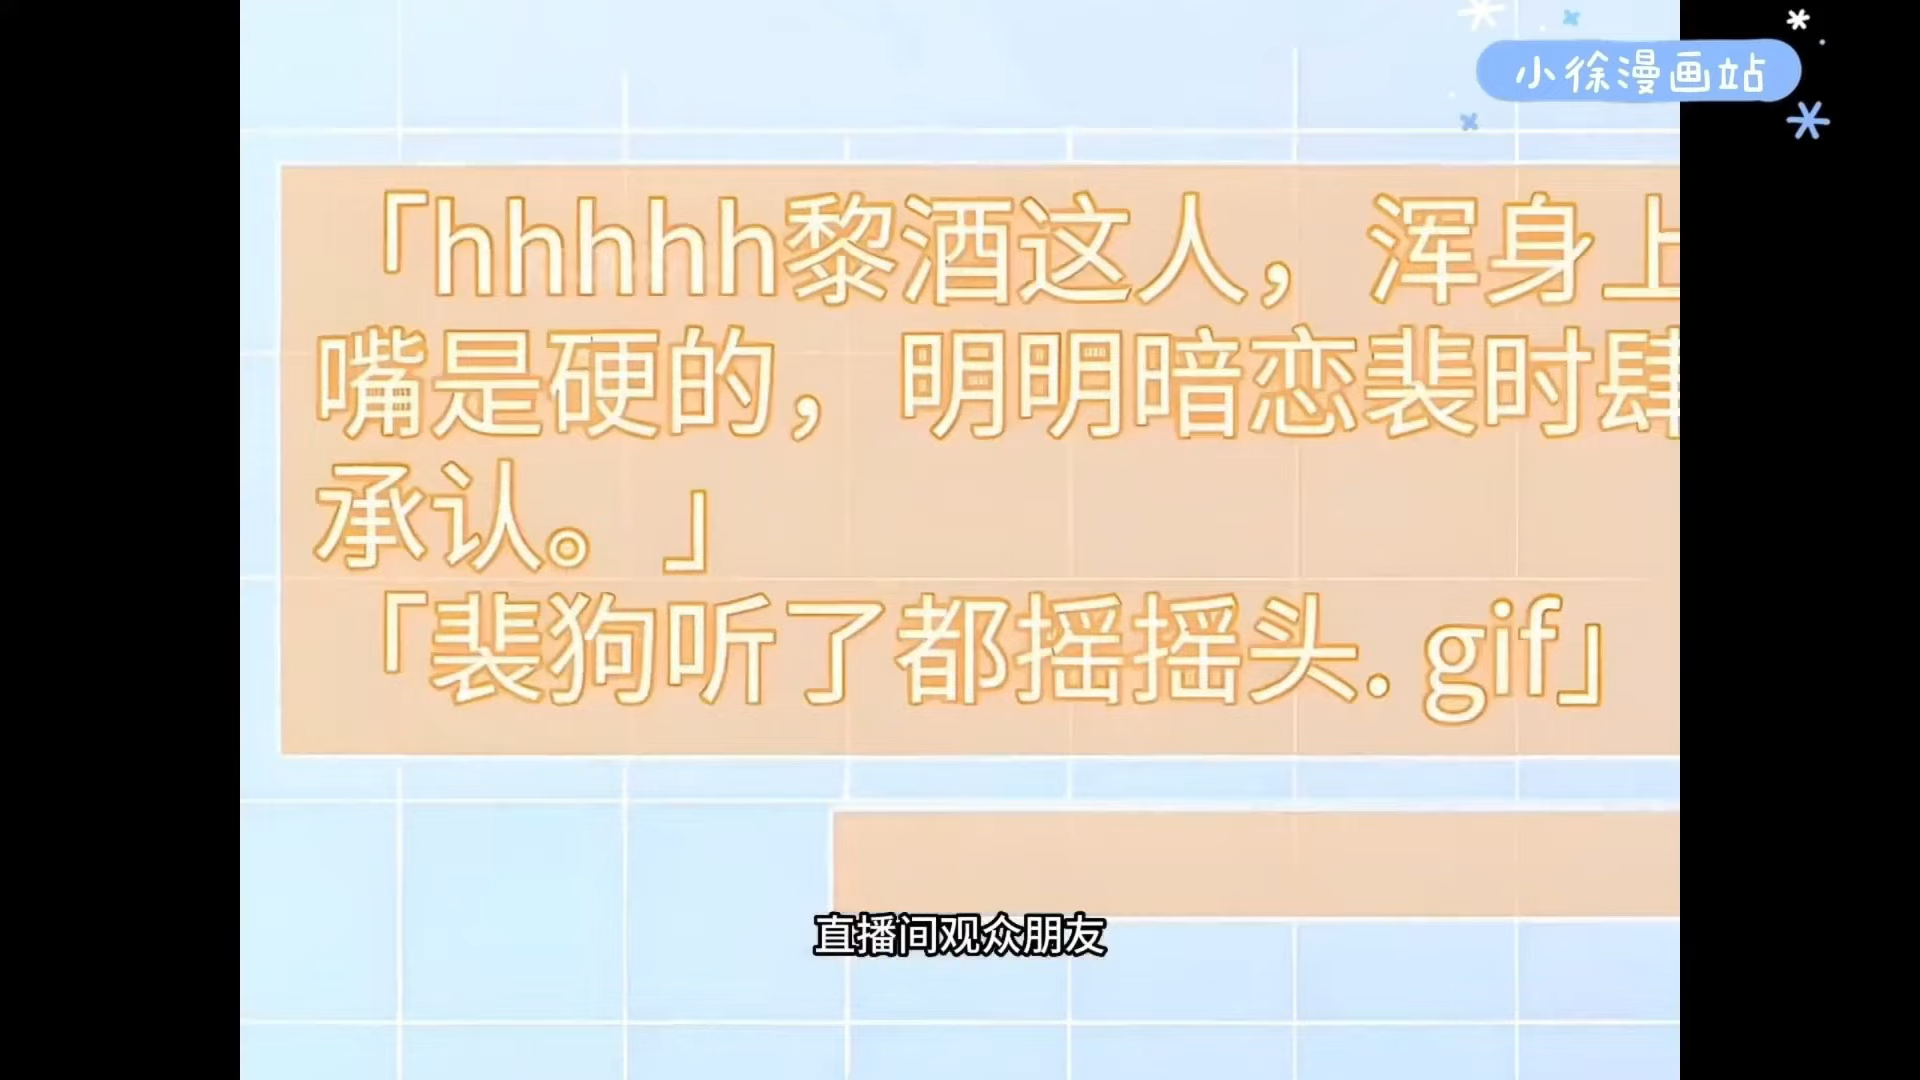 小徐漫画站
「hhhhh黎酒这人，浑身上
嘴是硬的，明明暗恋裴时肆
承认。」
「裴狗听了都摇摇头.gif」
直播间观众朋友